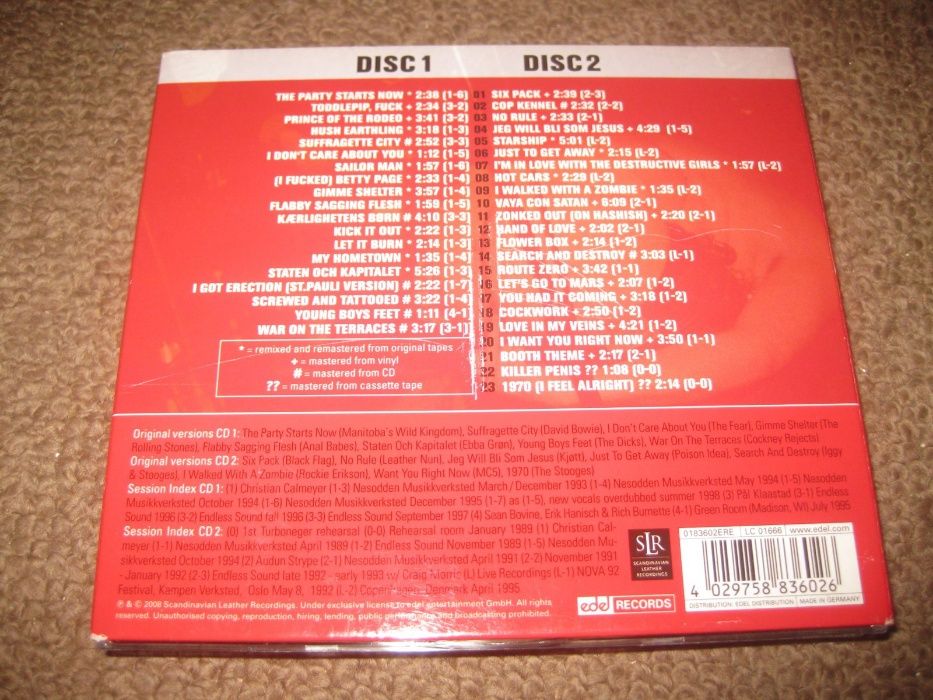 DISC 1
THE PARTY STARTS NOW * 2:38 (1-6)
TODDLEPIP, FUCK + 2:34 (3-2)
PRINCE OF THE RODEO + 3:41 (3-2)
HUSH EARTHLING * 3:18 (1-3)
SUFFRAGETTE CITY # 2:52 (3-3)
I DON'T CARE ABOUT YOU * 1:12 (1-5)
SAILOR MAN * 1:57 (1-6)
(I FUCKED) BETTY PAGE * 2:33 (1-4)
GIMME SHELTER * 3:57 (1-4)
FLABBY SAGGING FLESH * 1:59 (1-5)
KÆRLIGHETENS BØRN # 4:10 (3-3)
KICK IT OUT * 2:22 (1-3)
LET IT BURN * 2:14 (1-3)
MY HOMETOWN * 1:35 (1-4)
STATEN OCH KAPITALET * 5:26 (1-3)
I GOT ERECTION (ST.PAULI VERSION) # 2:22 (1-7)
SCREWED AND TATTOOED # 3:22 (1-4)
YOUNG BOYS FEET # 1:11 (4-1)
WAR ON THE TERRACES # 3:17 (3-1)
* = remixed and remastered from original tapes
+ = mastered from vinyl
# = mastered from CD
?? = mastered from cassette tape
DISC 2
01 SIX PACK + 2:39 (2-3)
02 COP KENNEL # 2:32 (2-2)
03 NO RULE + 2:33 (2-1)
04 JEG WILL BLI SOM JESUS + 4:29 (1-5)
05 STARSHIP * 5:01 (L-2)
06 JUST TO GET AWAY * 2:15 (L-2)
07 I'M IN LOVE WITH THE DESTRUCTIVE GIRLS * 1:57 (L-2)
08 HOT CARS * 2:29 (L-2)
09 I WALKED WITH A ZOMBIE * 1:35 (L-2)
10 VAYA CON SATAN + 6:09 (2-1)
11 ZONKED OUT (ON HASHISH) + 2:20 (2-1)
12 HAND OF LOVE + 2:02 (2-1)
13 FLOWER BOX + 2:14 (1-2)
14 SEARCH AND DESTROY # 3:03 (L-1)
15 ROUTE ZERO + 3:42 (1-1)
16 LET'S GO TO MARS + 2:07 (1-2)
17 YOU HAD IT COMING + 3:18 (1-2)
18 COCKWORK + 2:50 (1-2)
19 LOVE IN MY VEINS + 4:21 (1-2)
20 I WANT YOU RIGHT NOW + 3:50 (1-1)
21 BOOTH THEME + 2:17 (2-1)
22 KILLER PENIS ?? 1:08 (0-0)
23 1970 (I FEEL ALRIGHT) ?? 2:14 (0-0)
Original versions CD 1: The Party Starts Now (Manitoba's Wild Kingdom), Suffragette City (David Bowie), I Don't Care About You (The Fear), Gimme Shelter (The
Rolling Stones), Flabby Sagging Flesh (Anal Babes), Staten Och Kapitalet (Ebba Grøn), Young Boys Feet (The Dicks), War On The Terraces (Cockney Rejects)
Original versions CD 2: Six Pack (Black Flag), No Rule (Leather Nun), Jeg Will Bli Som Jesus (Kjøtt), Just To Get Away (Poison Idea), Search And Destroy (Iggy
& Stooges), I Walked With A Zombie (Rockie Erikson), Want You Right Now (MC5), 1970 (The Stooges)
Session Index CD 1: (1) Christian Calmeyer (1-3) Nesodden Musikkverksted March / December 1993 (1-4) Nesodden Musikkverksted May 1994 (1-5) Nesodden
Musikkverksted October 1994 (1-6) Nesodden Musikkverksted December 1995 (1-7) as (1-5), new vocals overdubbed summer 1998 (3) Pål Klaastad (3-1) Endless
Sound 1996 (3-2) Endless Sound fall 1996 (3-3) Endless Sound September 1997 (4) Sean Bovine, Erik Hanisch & Rich Burnette (4-1) Green Room (Madison, WI) July 1995
Session Index CD 2: (0) 1st Turboneger rehearsal (0-0) Rehearsal room January 1989 (1) Christian Cal-
meyer (1-1) Nesodden Musikkverksted April 1989 (1-2) Endless Sound November 1989 (1-5) Nesodden Mu-
sikkverksted October 1994 (2) Audun Strype (2-1) Nesodden Musikkverksted April 1991 (2-2) November 1991
- January 1992 (2-3) Endless Sound late 1992 - early 1993 w/ Craig Morris (L) Live Recordings (L-1) NOVA 92
Festival, Kampen Verksted, Oslo May 8, 1992 (L-2) Copenhagen, Denmark April 1995
℗ & © 2008 Scandinavian Leather Recordings. Under exclusive license to edel entertainment GmbH. All rights
reserved. Unauthorised copying, reproduction, hiring, lending, public performance and broadcasting prohibited.
edel RECORDS
SLR
SCANDINAVIAN
LEATHER
RECORDINGS
0183602ERE LC 01666 www.edel.com
4 029758 836026
DISTRIBUTION: EDEL DISTRIBUTION MADE IN GERMANY